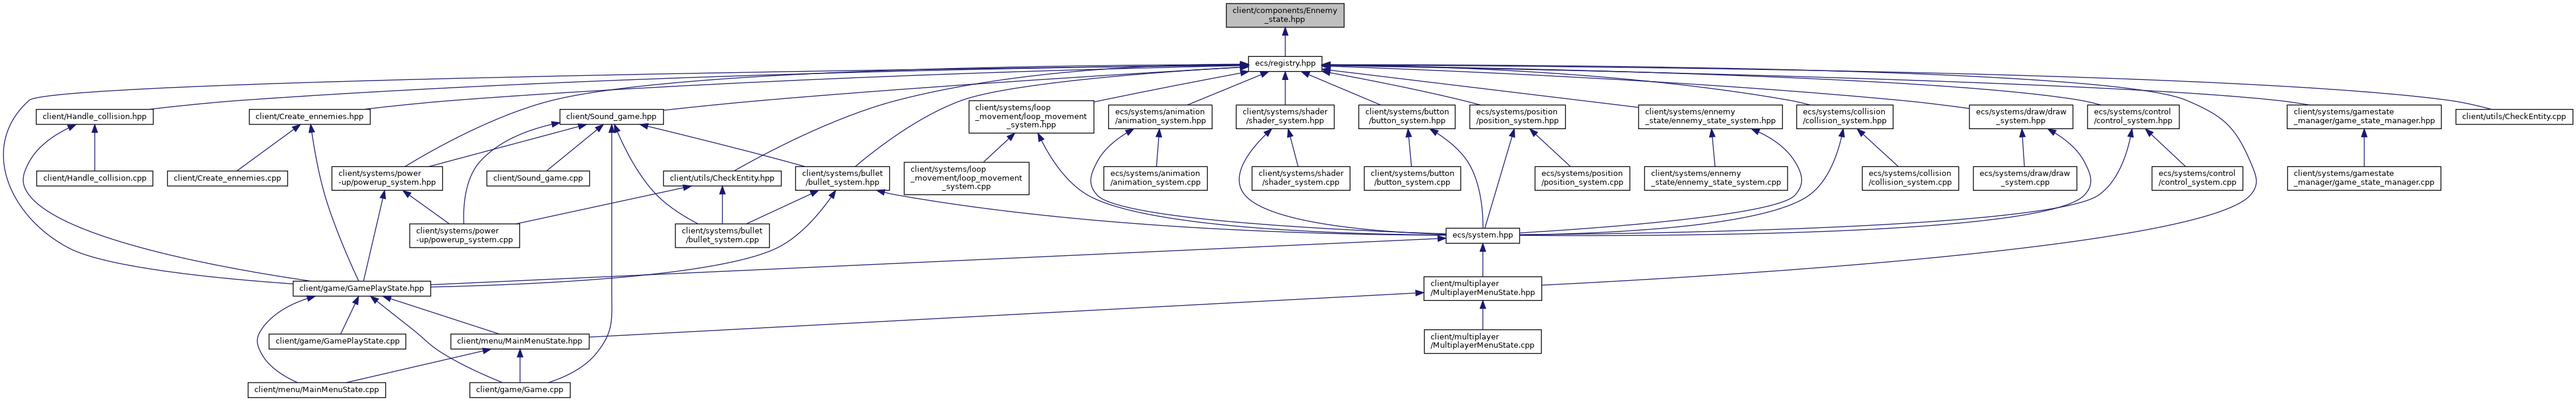 client/components/Ennemy
_state.hpp
ecs/registry.hpp
client/Handle_collision.hpp
client/Create_ennemies.hpp
client/Sound_game.hpp
client/systems/loop
_movement/loop_movement
_system.hpp
ecs/systems/animation
/animation_system.hpp
client/systems/shader
/shader_system.hpp
client/systems/button
/button_system.hpp
ecs/systems/position
/position_system.hpp
client/systems/ennemy
_state/ennemy_state_system.hpp
ecs/systems/collision
/collision_system.hpp
ecs/systems/draw/draw
_system.hpp
ecs/systems/control
/control_system.hpp
client/systems/gamestate
_manager/game_state_manager.hpp
client/utils/CheckEntity.cpp
client/Handle_collision.cpp
client/Create_ennemies.cpp
client/systems/power
-up/powerup_system.hpp
client/Sound_game.cpp
client/utils/CheckEntity.hpp
client/systems/bullet
/bullet_system.hpp
client/systems/loop
_movement/loop_movement
_system.cpp
ecs/systems/animation
/animation_system.cpp
client/systems/shader
/shader_system.cpp
client/systems/button
/button_system.cpp
ecs/systems/position
/position_system.cpp
client/systems/ennemy
_state/ennemy_state_system.cpp
ecs/systems/collision
/collision_system.cpp
ecs/systems/draw/draw
_system.cpp
ecs/systems/control
/control_system.cpp
client/systems/gamestate
_manager/game_state_manager.cpp
client/systems/power
-up/powerup_system.cpp
client/systems/bullet
/bullet_system.cpp
ecs/system.hpp
client/game/GamePlayState.hpp
client/multiplayer
/MultiplayerMenuState.hpp
client/game/GamePlayState.cpp
client/menu/MainMenuState.hpp
client/multiplayer
/MultiplayerMenuState.cpp
client/menu/MainMenuState.cpp
client/game/Game.cpp